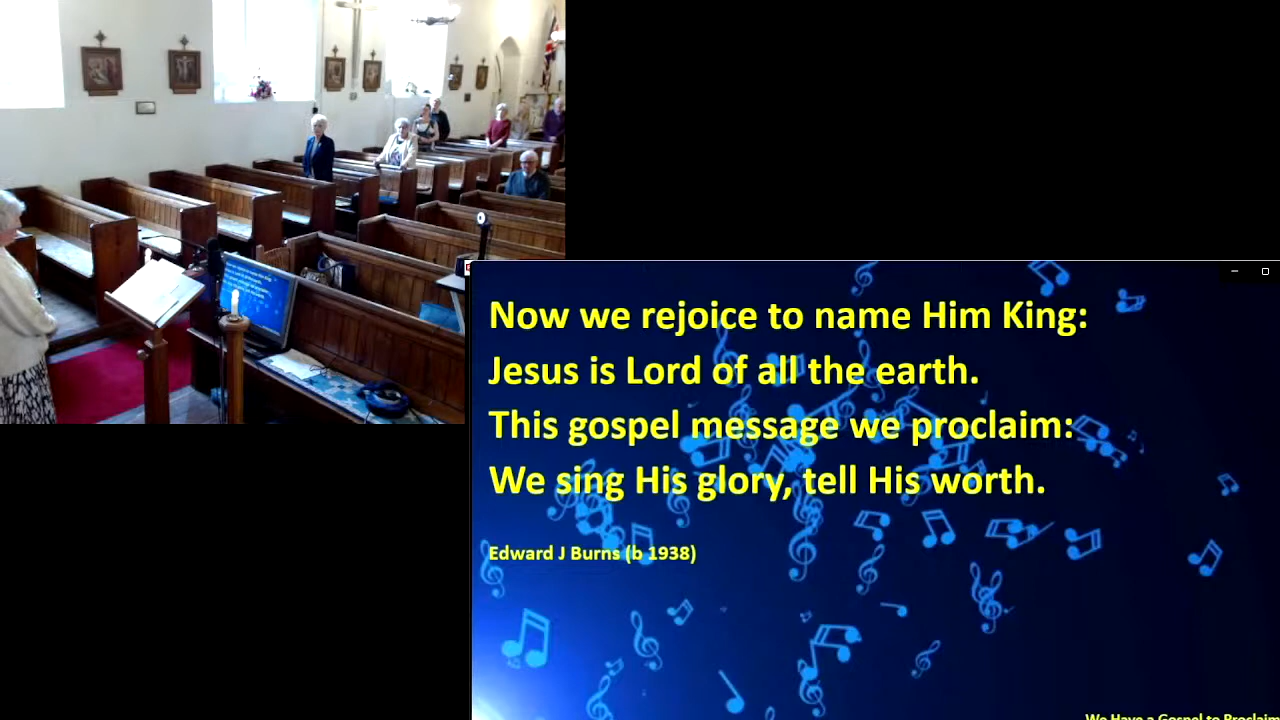 Now we rejoice to name Him King:
Jesus is Lord of all the earth.
This gospel message we proclaim:
We sing His glory, tell His worth.
Edward J Burns (b 1938)
We Have a Gospel to Proclaim